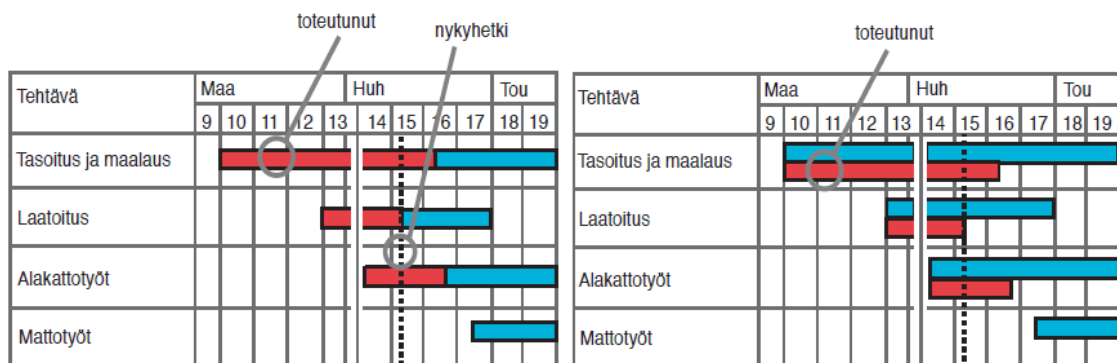 toteutunut
nykyhetki
Tehtävä Maa Huh Tou
9 10 11 12 13 14 15 16 17 18 19
Tasoitus ja maalaus
Laatoitus
Alakattotyöt
Mattotyöt
toteutunut
Tehtävä Maa Huh Tou
9 10 11 12 13 14 15 16 17 18 19
Tasoitus ja maalaus
Laatoitus
Alakattotyöt
Mattotyöt